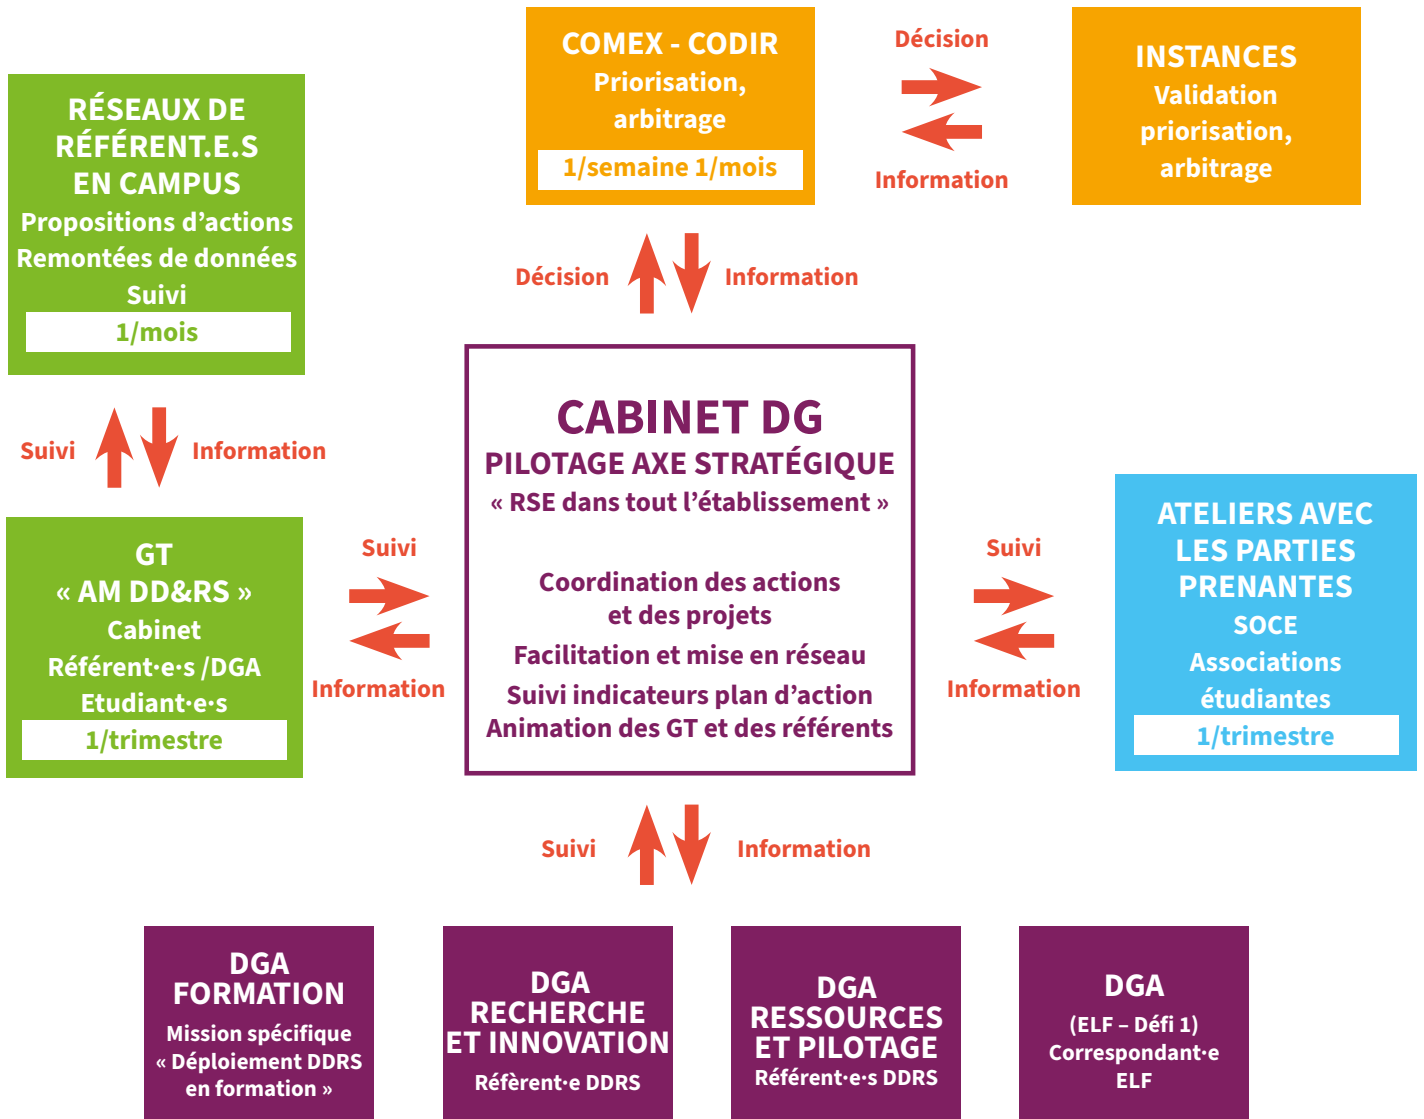 COMEX - CODIR
Priorisation,
arbitrage
1/semaine 1/mois
Décision
Information
INSTANCES
Validation
priorisation,
arbitrage
RÉSEAUX DE
RÉFÉRENT.E.S
EN CAMPUS
Propositions d’actions
Remontées de données
Suivi
1/mois
Décision
Information
Suivi
Information
CABINET DG
PILOTAGE AXE STRATÉGIQUE
« RSE dans tout l’établissement »
Coordination des actions
et des projets
Facilitation et mise en réseau
Suivi indicateurs plan d’action
Animation des GT et des référents
GT
« AM DD&RS »
Cabinet
Référent·e·s /DGA
Etudiant·e·s
1/trimestre
Suivi
Information
Suivi
Information
ATELIERS AVEC
LES PARTIES
PRENANTES
SOCE
Associations
étudiantes
1/trimestre
Suivi
Information
DGA
FORMATION
Mission spécifique
« Déploiement DDRS
en formation »
DGA
RECHERCHE
ET INNOVATION
Réfèrent·e DDRS
DGA
RESSOURCES
ET PILOTAGE
Référent·e·s DDRS
DGA
(ELF – Défi 1)
Correspondant·e
ELF